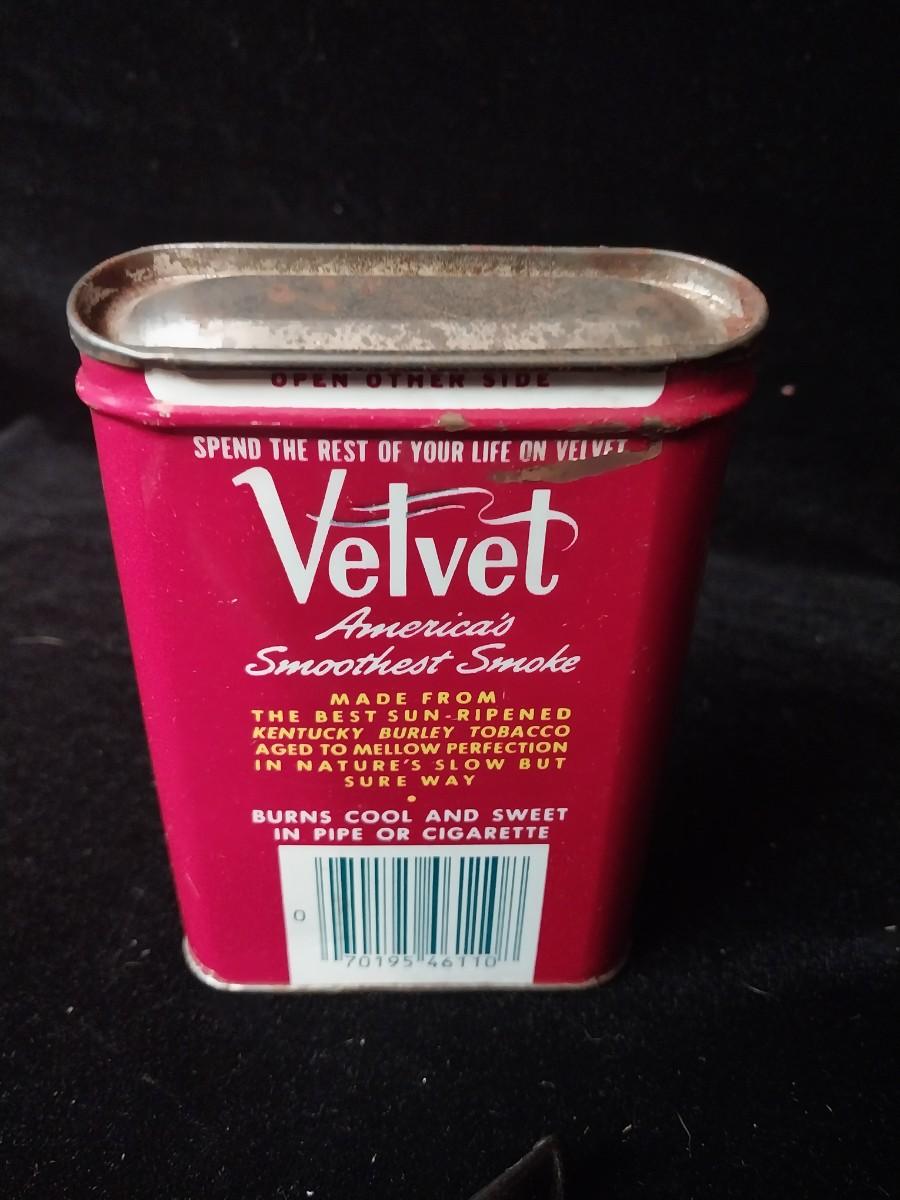 OPEN OTHER SIDE
SPEND THE REST OF YOUR LIFE ON VELVET
Velvet
America's
Smoothest Smoke
MADE FROM
THE BEST SUN-RIPENED
KENTUCKY BURLEY TOBACCO
AGED TO MELLOW PERFECTION
IN NATURE'S SLOW BUT
SURE WAY
•
BURNS COOL AND SWEET
IN PIPE OR CIGARETTE
0
70195 46110